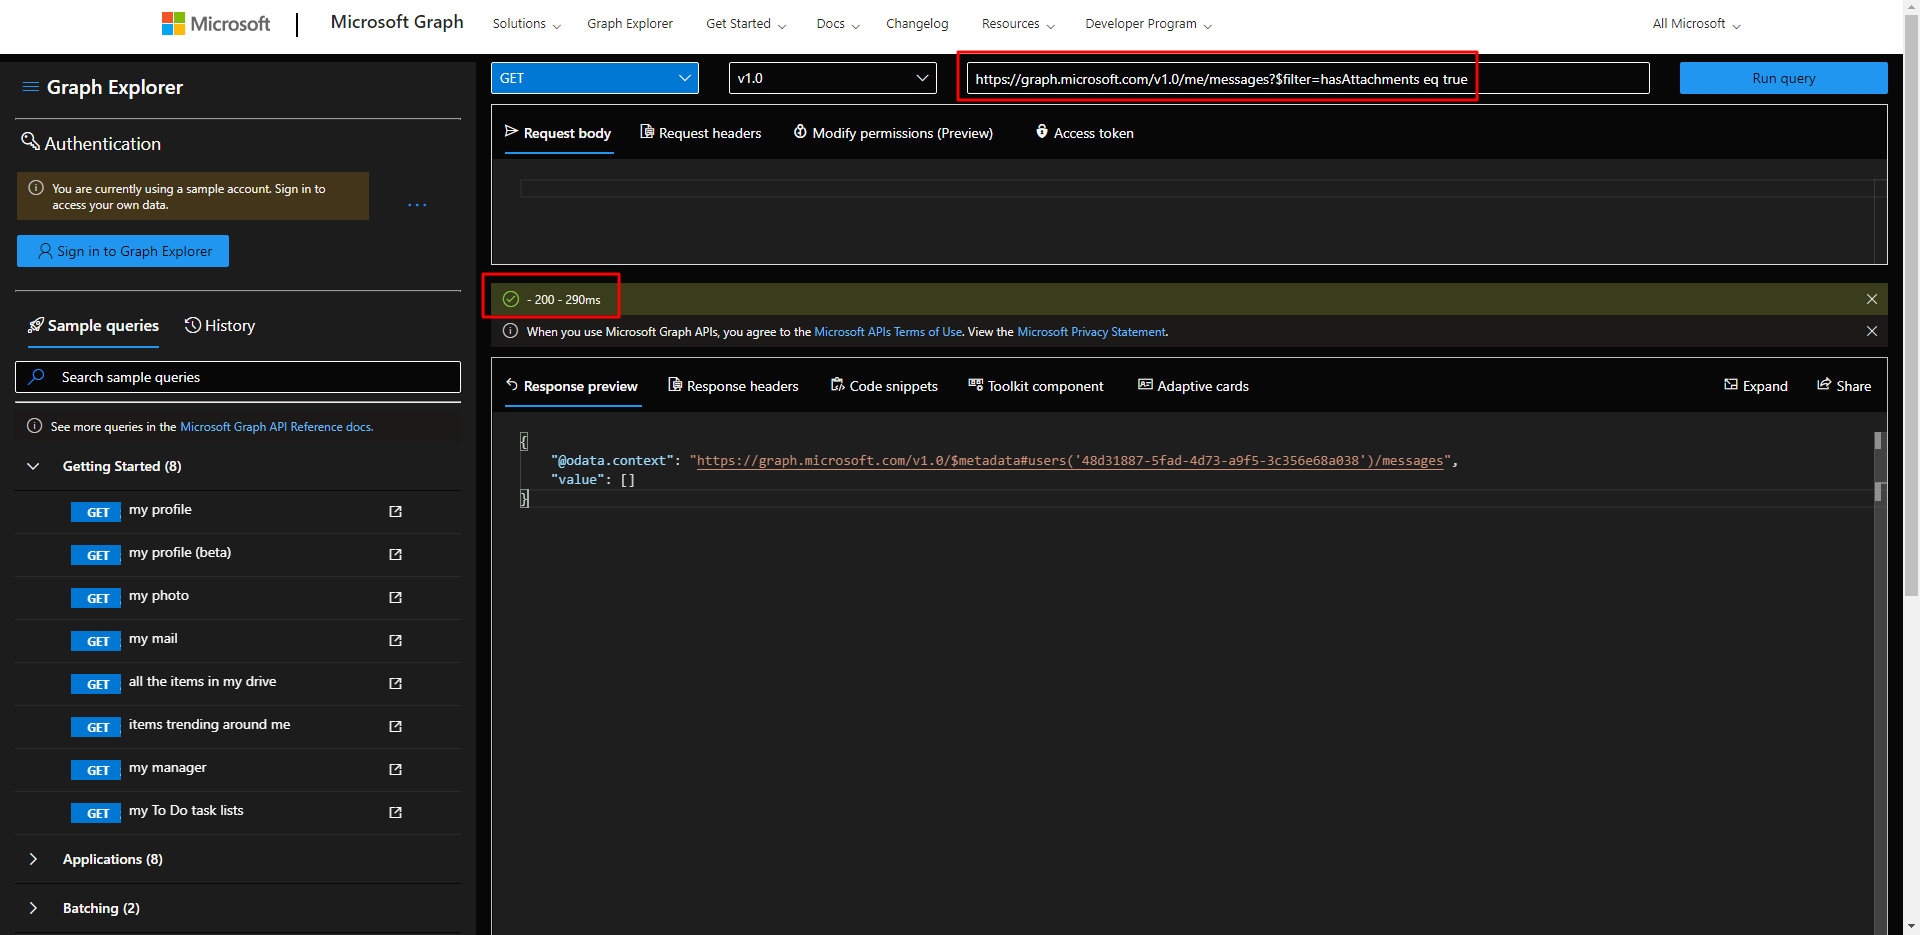 Microsoft
Microsoft Graph
Solutions
Graph Explorer
Get Started
Docs
Changelog
Resources
Developer Program
All Microsoft
Graph Explorer
Authentication
You are currently using a sample account. Sign in to
access your own data.
...
Sign in to Graph Explorer
Sample queries
History
Search sample queries
See more queries in the Microsoft Graph API Reference docs.
Getting Started (8)
GET my profile
GET my profile (beta)
GET my photo
GET my mail
GET all the items in my drive
GET items trending around me
GET my manager
GET my To Do task lists
Applications (8)
Batching (2)
GET
v1.0
https://graph.microsoft.com/v1.0/me/messages?$filter=hasAttachments eq true
Run query
Request body
Request headers
Modify permissions (Preview)
Access token
- 200 - 290ms
When you use Microsoft Graph APIs, you agree to the Microsoft APIs Terms of Use. View the Microsoft Privacy Statement.
Response preview
Response headers
Code snippets
Toolkit component
Adaptive cards
Expand
Share
{
"@odata.context": "https://graph.microsoft.com/v1.0/$metadata#users('48d31887-5fad-4d73-a9f5-3c356e68a038')/messages",
"value": []
}